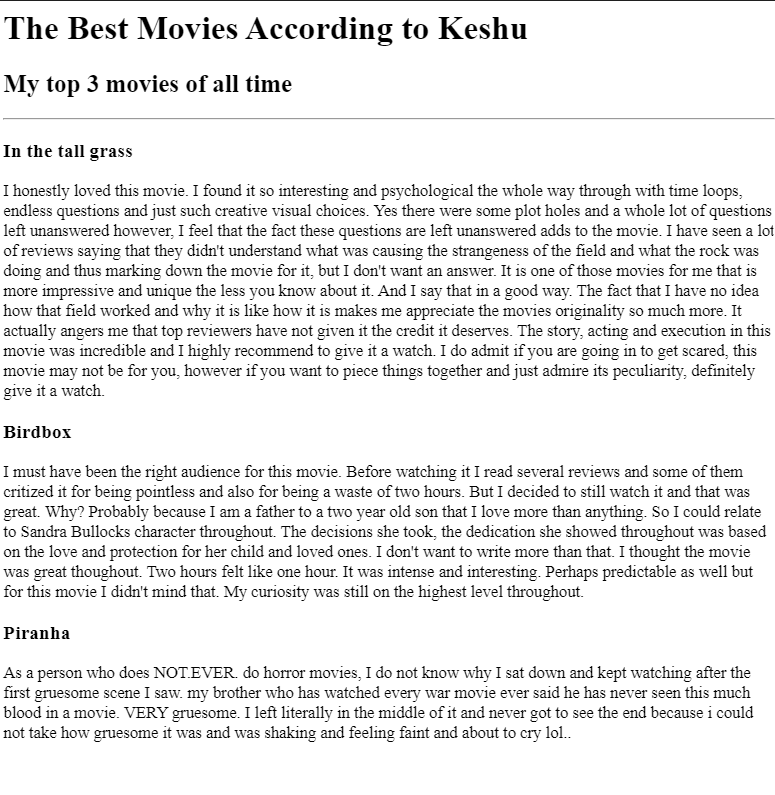 The Best Movies According to Keshu
My top 3 movies of all time
In the tall grass
I honestly loved this movie. I found it so interesting and psychological the whole way through with time loops,
endless questions and just such creative visual choices. Yes there were some plot holes and a whole lot of questions
left unanswered however, I feel that the fact these questions are left unanswered adds to the movie. I have seen a lot
of reviews saying that they didn't understand what was causing the strangeness of the field and what the rock was
doing and thus marking down the movie for it, but I don't want an answer. It is one of those movies for me that is
more impressive and unique the less you know about it. And I say that in a good way. The fact that I have no idea
how that field worked and why it is like how it is makes me appreciate the movies originality so much more. It
actually angers me that top reviewers have not given it the credit it deserves. The story, acting and execution in this
movie was incredible and I highly recommend to give it a watch. I do admit if you are going in to get scared, this
movie may not be for you, however if you want to piece things together and just admire its peculiarity, definitely
give it a watch.
Birdbox
I must have been the right audience for this movie. Before watching it I read several reviews and some of them
critized it for being pointless and also for being a waste of two hours. But I decided to still watch it and that was
great. Why? Probably because I am a father to a two year old son that I love more than anything. So I could relate
to Sandra Bullocks character throughout. The decisions she took, the dedication she showed throughout was based
on the love and protection for her child and loved ones. I don't want to write more than that. I thought the movie
was great thoughout. Two hours felt like one hour. It was intense and interesting. Perhaps predictable as well but
for this movie I didn't mind that. My curiosity was still on the highest level throughout.
Piranha
As a person who does NOT.EVER. do horror movies, I do not know why I sat down and kept watching after the
first gruesome scene I saw. my brother who has watched every war movie ever said he has never seen this much
blood in a movie. VERY gruesome. I left literally in the middle of it and never got to see the end because i could
not take how gruesome it was and was shaking and feeling faint and about to cry lol..